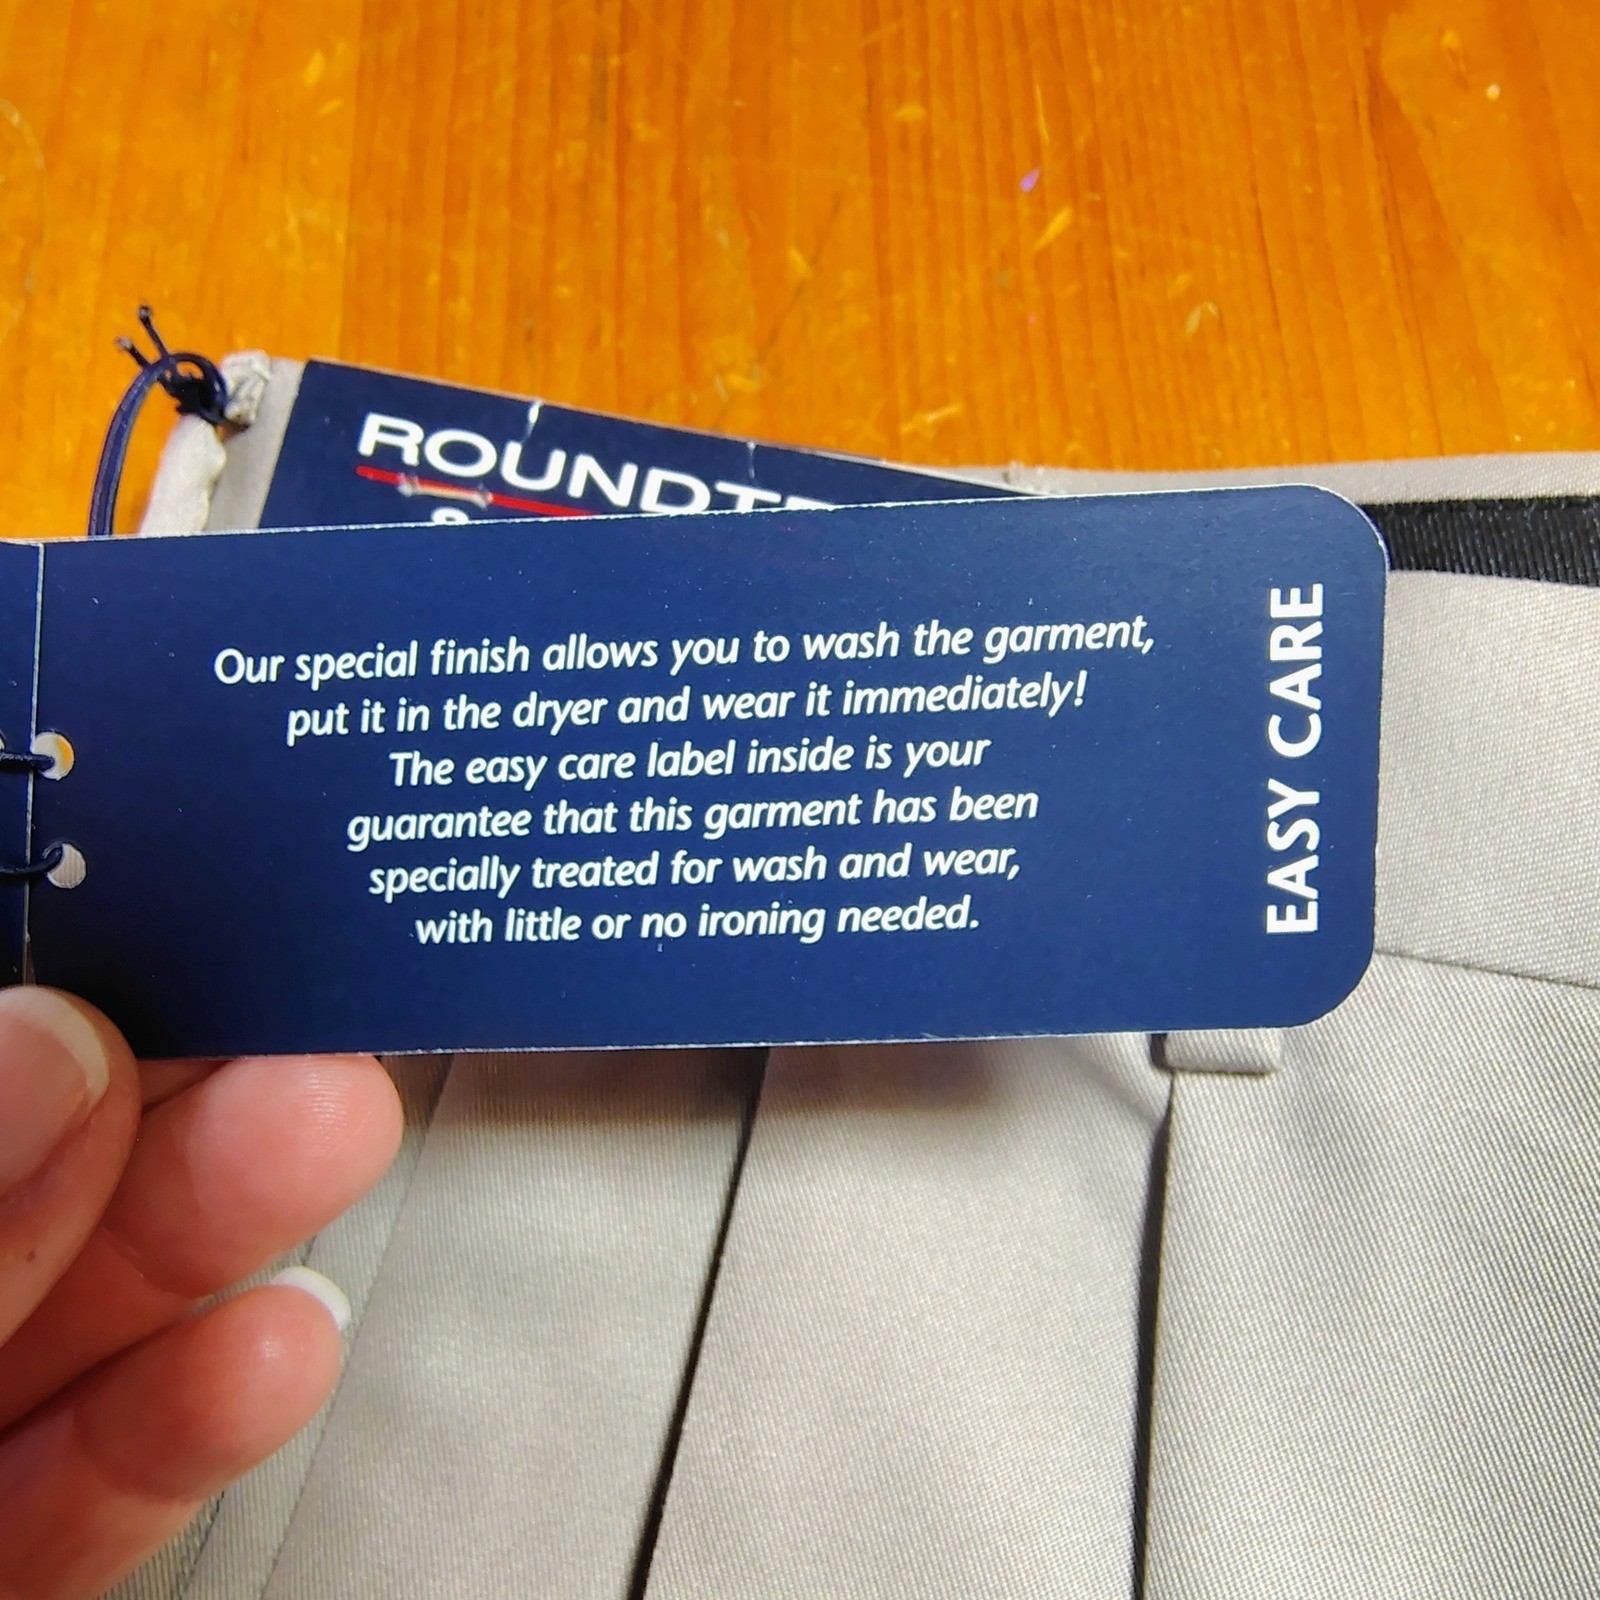 ROUNDT
&
Our special finish allows you to wash the garment,
put it in the dryer and wear it immediately!
The easy care label inside is your
guarantee that this garment has been
specially treated for wash and wear,
with little or no ironing needed.
EASY CARE